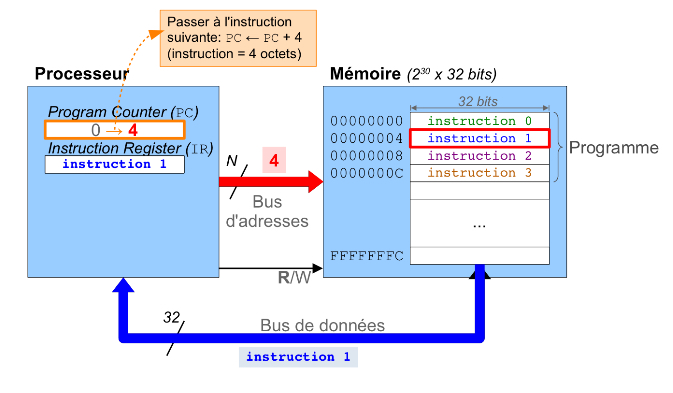 Passer à l'instruction
suivante: PC ← PC + 4
(instruction = 4 octets)
Processeur
Mémoire (2³⁰ x 32 bits)
Program Counter (PC)
0 → 4
Instruction Register (IR)
instruction 1
32 bits
00000000 instruction 0
00000004 instruction 1
00000008 instruction 2
0000000C instruction 3
Programme
...
FFFFFFFC
N
4
Bus
d'adresses
R/W
32
Bus de données
instruction 1